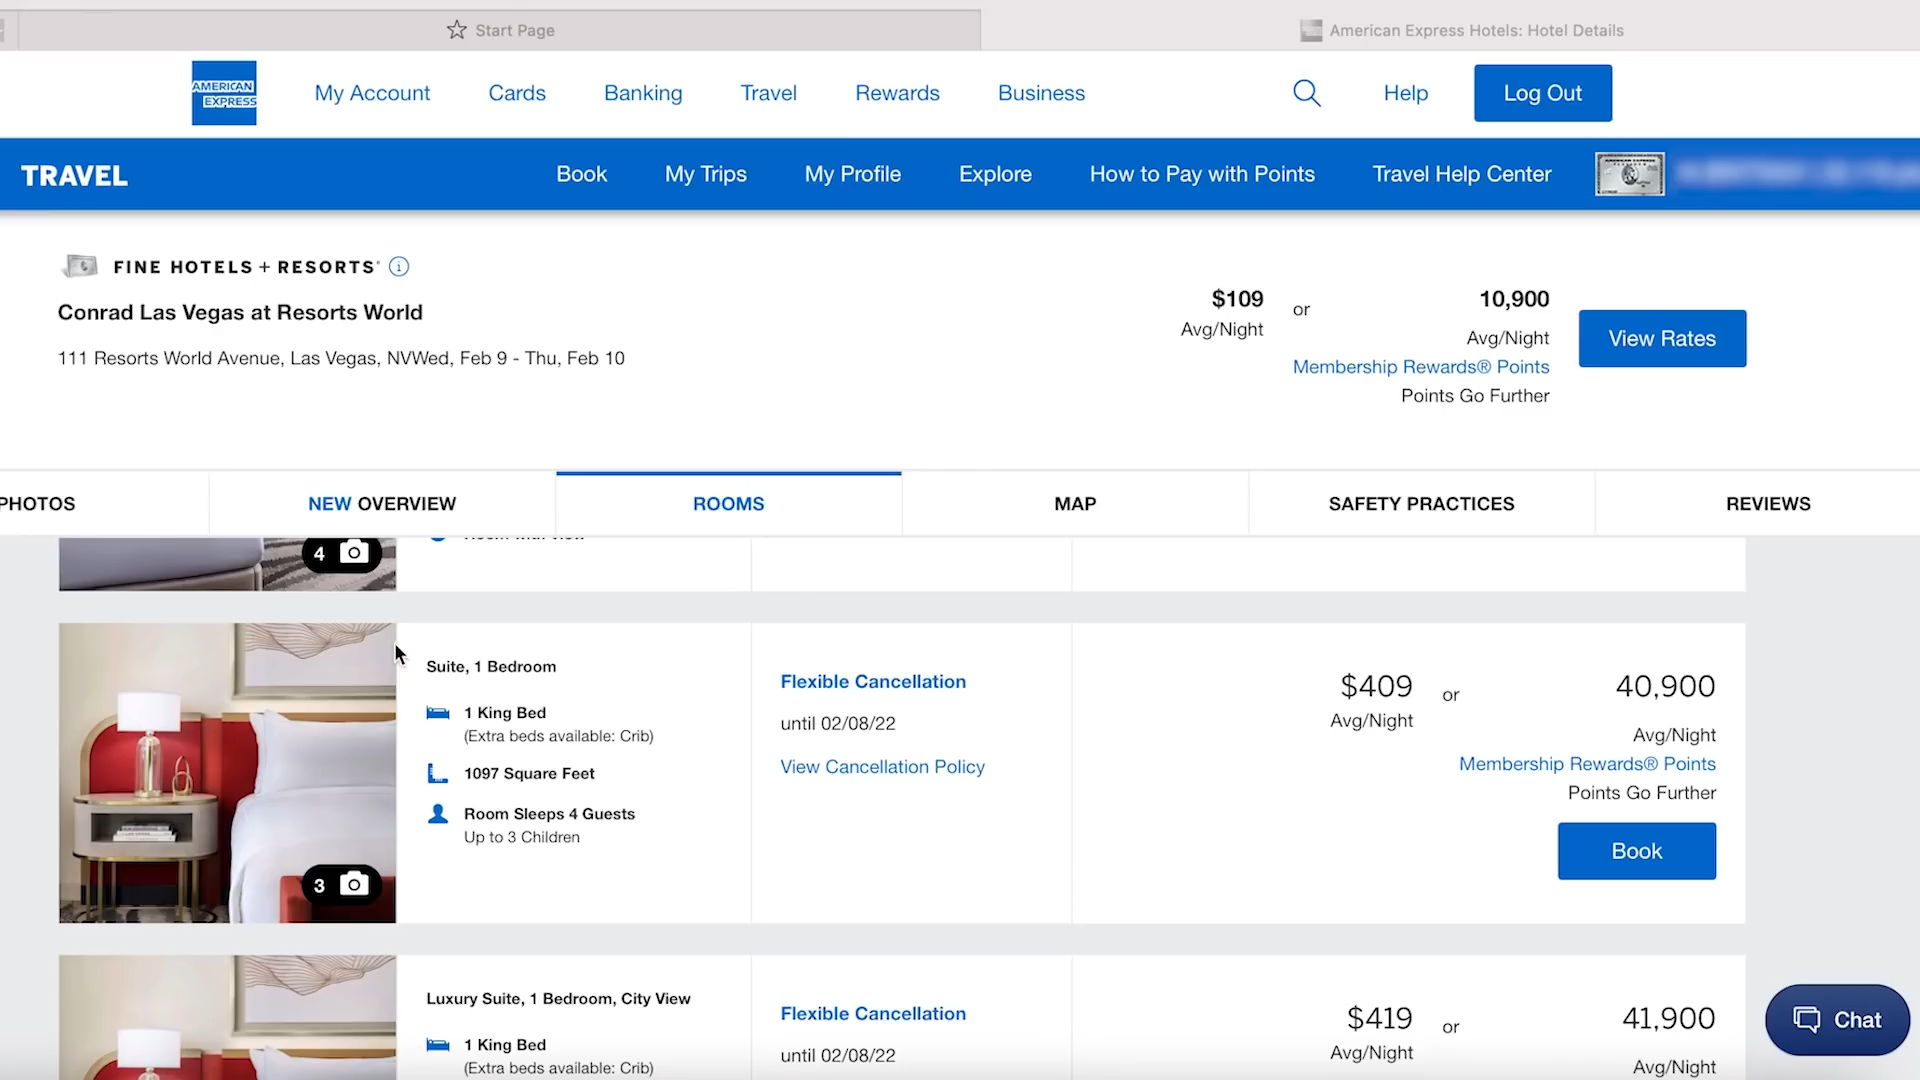 Start Page
American Express Hotels: Hotel Details
AMERICAN
EXPRESS
My Account
Cards
Banking
Travel
Rewards
Business
Help
Log Out
TRAVEL
Book
My Trips
My Profile
Explore
How to Pay with Points
Travel Help Center
FINE HOTELS + RESORTS
Conrad Las Vegas at Resorts World
111 Resorts World Avenue, Las Vegas, NVWed, Feb 9 - Thu, Feb 10
$109
Avg/Night
or
10,900
Avg/Night
Membership Rewards® Points
Points Go Further
View Rates
PHOTOS
NEW OVERVIEW
ROOMS
MAP
SAFETY PRACTICES
REVIEWS
4
Suite, 1 Bedroom
1 King Bed
(Extra beds available: Crib)
1097 Square Feet
Room Sleeps 4 Guests
Up to 3 Children
3
Flexible Cancellation
until 02/08/22
View Cancellation Policy
$409
Avg/Night
or
40,900
Avg/Night
Membership Rewards® Points
Points Go Further
Book
Luxury Suite, 1 Bedroom, City View
1 King Bed
(Extra beds available: Crib)
Flexible Cancellation
until 02/08/22
$419
Avg/Night
or
41,900
Avg/Night
Chat